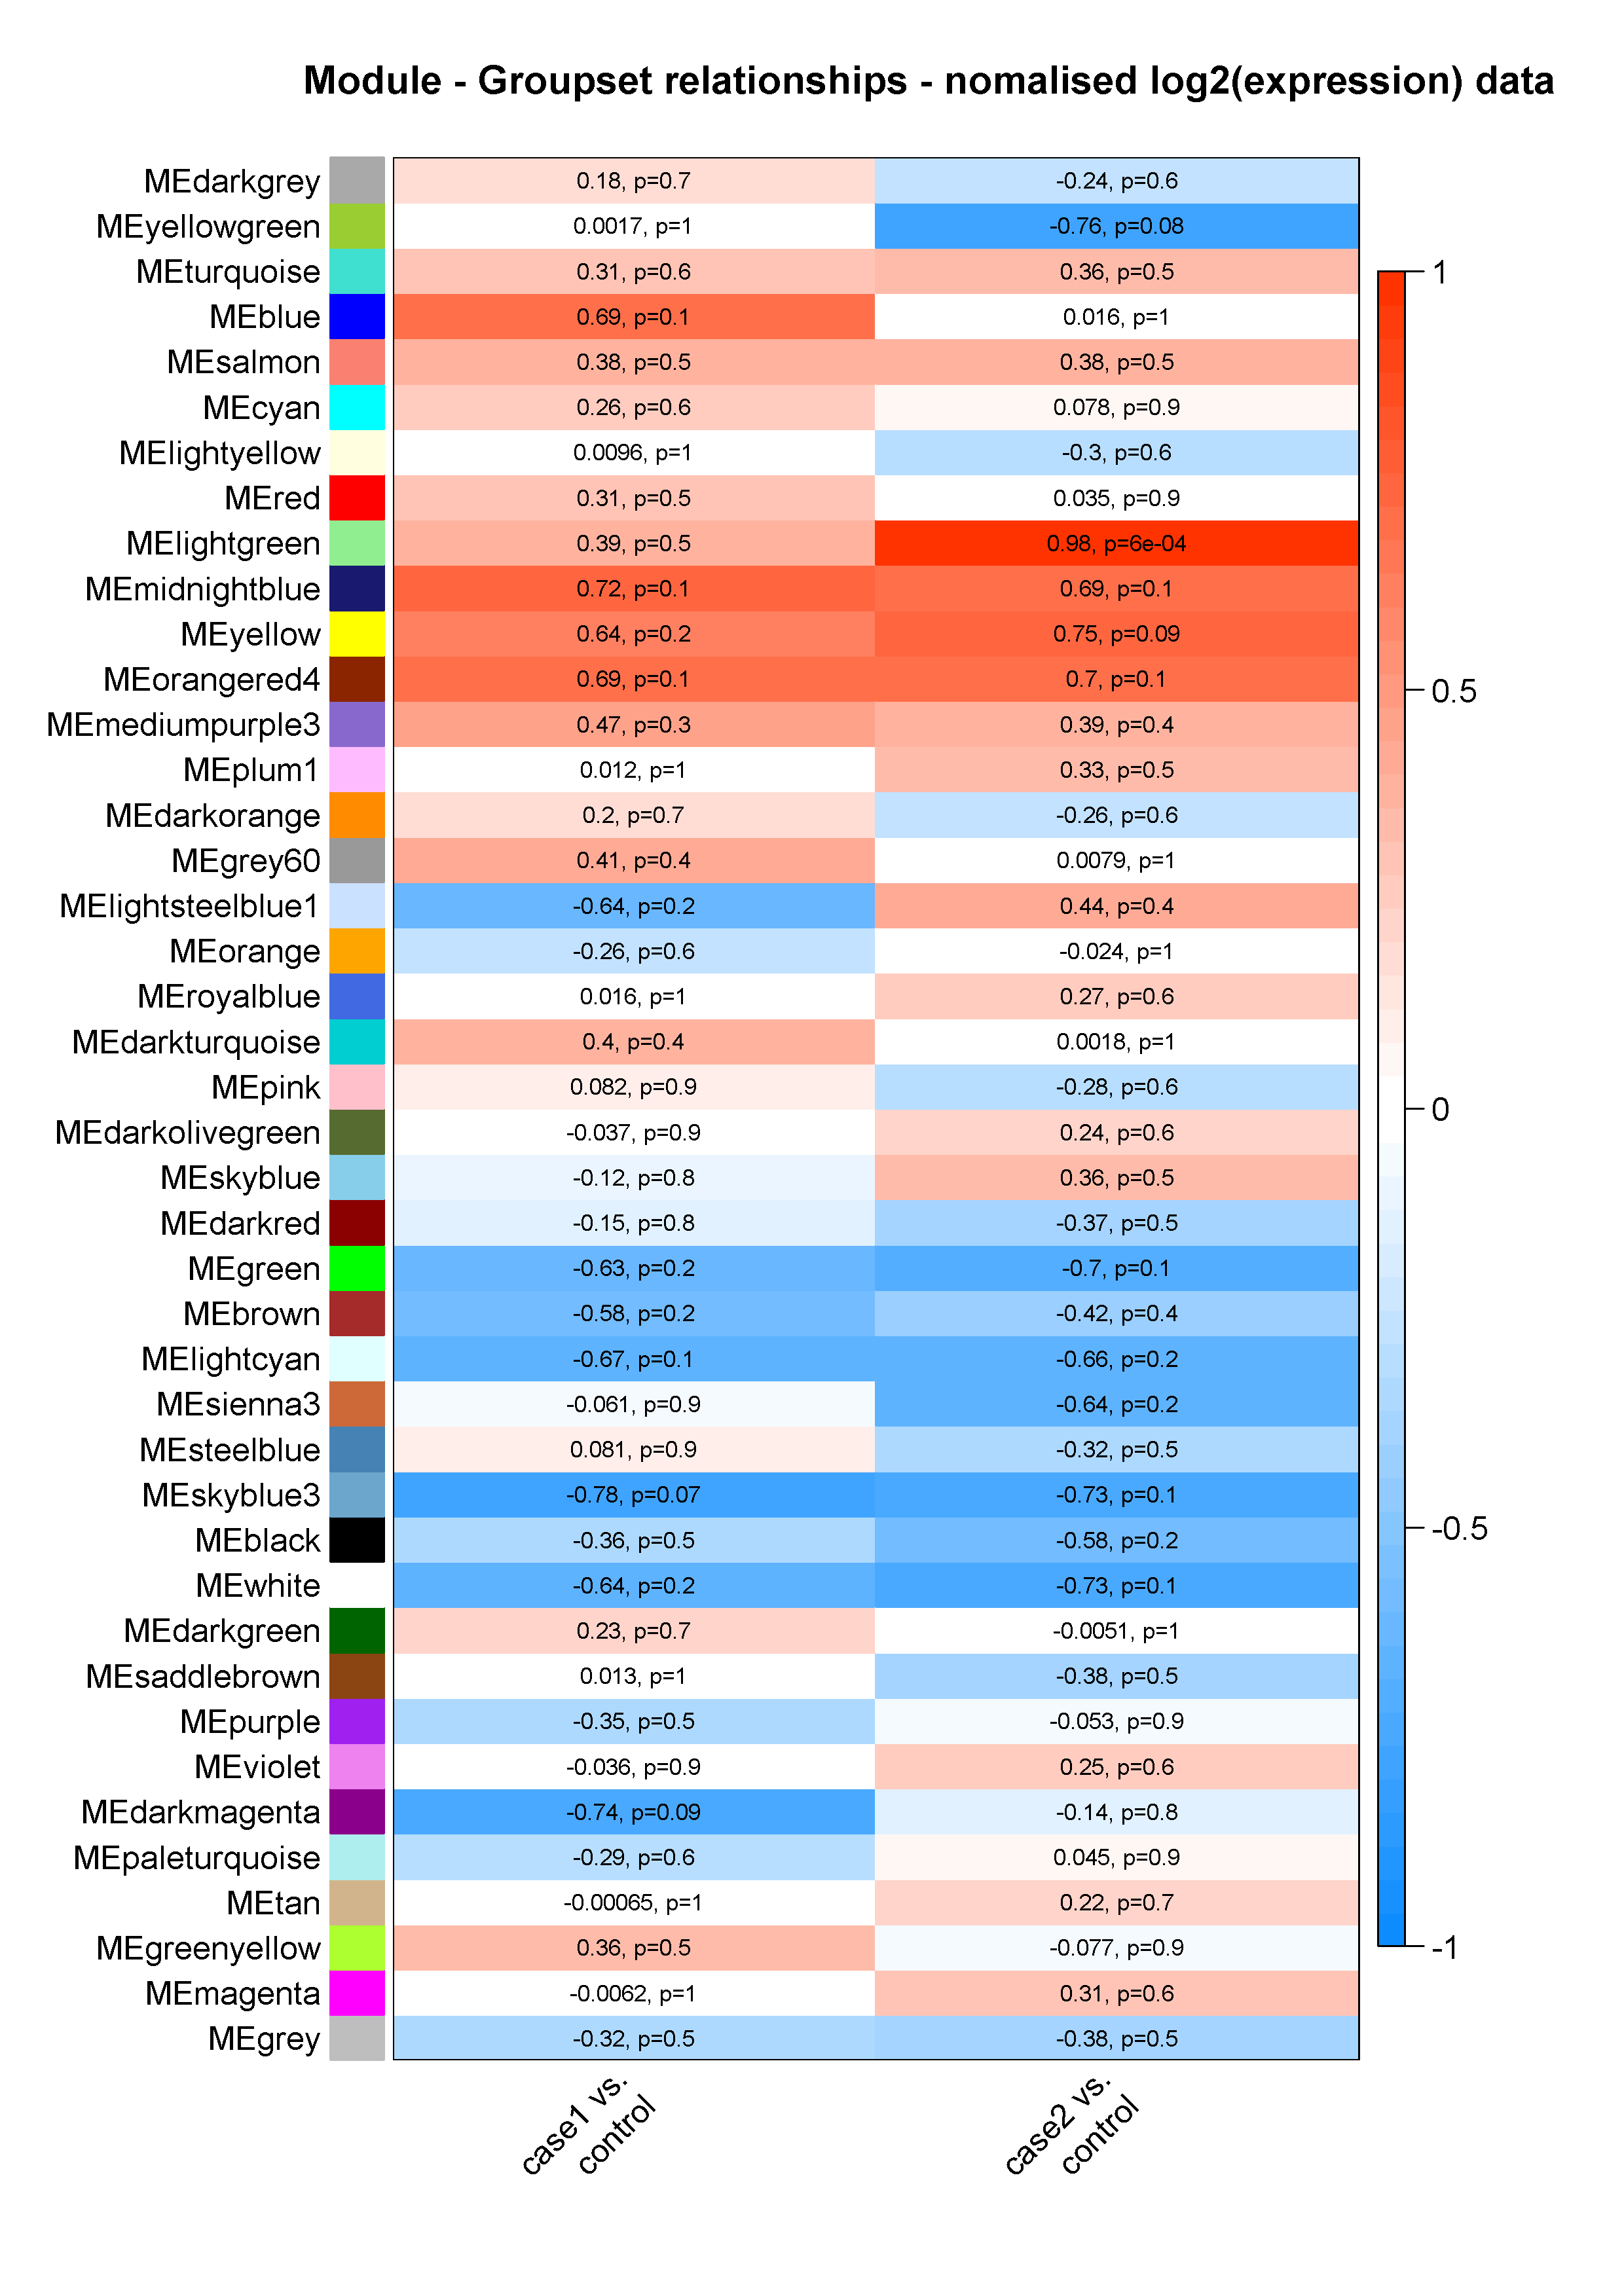 Module - Groupset relationships - nomalised log2(expression) data
MEdarkgrey 0.18, p=0.7 -0.24, p=0.6
MEyellowgreen 0.0017, p=1 -0.76, p=0.08
MEturquoise 0.31, p=0.6 0.36, p=0.5
MEblue 0.69, p=0.1 0.016, p=1
MEsalmon 0.38, p=0.5 0.38, p=0.5
MEcyan 0.26, p=0.6 0.078, p=0.9
MElightyellow 0.0096, p=1 -0.3, p=0.6
MEred 0.31, p=0.5 0.035, p=0.9
MElightgreen 0.39, p=0.5 0.98, p=6e-04
MEmidnightblue 0.72, p=0.1 0.69, p=0.1
MEyellow 0.64, p=0.2 0.75, p=0.09
MEorangered4 0.69, p=0.1 0.7, p=0.1
MEmediumpurple3 0.47, p=0.3 0.39, p=0.4
MEplum1 0.012, p=1 0.33, p=0.5
MEdarkorange 0.2, p=0.7 -0.26, p=0.6
MEgrey60 0.41, p=0.4 0.0079, p=1
MElightsteelblue1 -0.64, p=0.2 0.44, p=0.4
MEorange -0.26, p=0.6 -0.024, p=1
MEroyalblue 0.016, p=1 0.27, p=0.6
MEdarkturquoise 0.4, p=0.4 0.0018, p=1
MEpink 0.082, p=0.9 -0.28, p=0.6
MEdarkolivegreen -0.037, p=0.9 0.24, p=0.6
MEskyblue -0.12, p=0.8 0.36, p=0.5
MEdarkred -0.15, p=0.8 -0.37, p=0.5
MEgreen -0.63, p=0.2 -0.7, p=0.1
MEbrown -0.58, p=0.2 -0.42, p=0.4
MElightcyan -0.67, p=0.1 -0.66, p=0.2
MEsienna3 -0.061, p=0.9 -0.64, p=0.2
MEsteelblue 0.081, p=0.9 -0.32, p=0.5
MEskyblue3 -0.78, p=0.07 -0.73, p=0.1
MEblack -0.36, p=0.5 -0.58, p=0.2
MEwhite -0.64, p=0.2 -0.73, p=0.1
MEdarkgreen 0.23, p=0.7 -0.0051, p=1
MEsaddlebrown 0.013, p=1 -0.38, p=0.5
MEpurple -0.35, p=0.5 -0.053, p=0.9
MEviolet -0.036, p=0.9 0.25, p=0.6
MEdarkmagenta -0.74, p=0.09 -0.14, p=0.8
MEpaleturquoise -0.29, p=0.6 0.045, p=0.9
MEtan -0.00065, p=1 0.22, p=0.7
MEgreenyellow 0.36, p=0.5 -0.077, p=0.9
MEmagenta -0.0062, p=1 0.31, p=0.6
MEgrey -0.32, p=0.5 -0.38, p=0.5
case1 vs.
control
case2 vs.
control
1
0.5
0
-0.5
-1